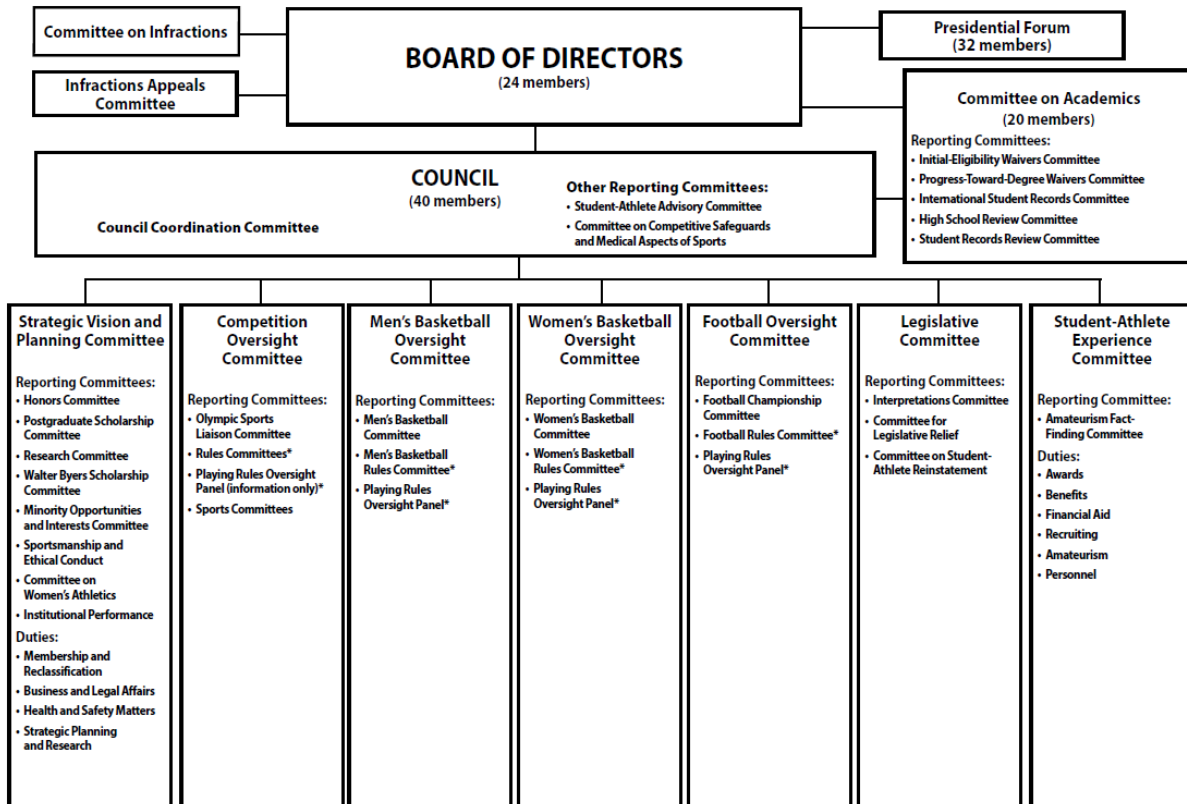 Committee on Infractions
Infractions Appeals
Committee
BOARD OF DIRECTORS
(24 members)
Presidential Forum
(32 members)
Committee on Academics
(20 members)
Reporting Committees:
• Initial-Eligibility Waivers Committee
• Progress-Toward-Degree Waivers Committee
• International Student Records Committee
• High School Review Committee
• Student Records Review Committee
COUNCIL
(40 members)
Council Coordination Committee
Other Reporting Committees:
• Student-Athlete Advisory Committee
• Committee on Competitive Safeguards
and Medical Aspects of Sports
Strategic Vision and
Planning Committee
Reporting Committees:
• Honors Committee
• Postgraduate Scholarship
Committee
• Research Committee
• Walter Byers Scholarship
Committee
• Minority Opportunities
and Interests Committee
• Sportsmanship and
Ethical Conduct
• Committee on
Women's Athletics
• Institutional Performance
Duties:
• Membership and
Reclassification
• Business and Legal Affairs
• Health and Safety Matters
• Strategic Planning
and Research
Competition
Oversight
Committee
Reporting Committees:
• Olympic Sports
Liaison Committee
• Rules Committees*
• Playing Rules Oversight
Panel (information only)*
• Sports Committees
Men's Basketball
Oversight
Committee
Reporting Committees:
• Men's Basketball
Committee
• Men's Basketball
Rules Committee*
• Playing Rules
Oversight Panel*
Women's Basketball
Oversight
Committee
Reporting Committees:
• Women's Basketball
Committee
• Women's Basketball
Rules Committee*
• Playing Rules
Oversight Panel*
Football Oversight
Committee
Reporting Committees:
• Football Championship
Committee
• Football Rules Committee*
• Playing Rules
Oversight Panel*
Legislative
Committee
Reporting Committees:
• Interpretations Committee
• Committee for
Legislative Relief
• Committee on Student-
Athlete Reinstatement
Student-Athlete
Experience
Committee
Reporting Committee:
• Amateurism Fact-
Finding Committee
Duties:
• Awards
• Benefits
• Financial Aid
• Recruiting
• Amateurism
• Personnel